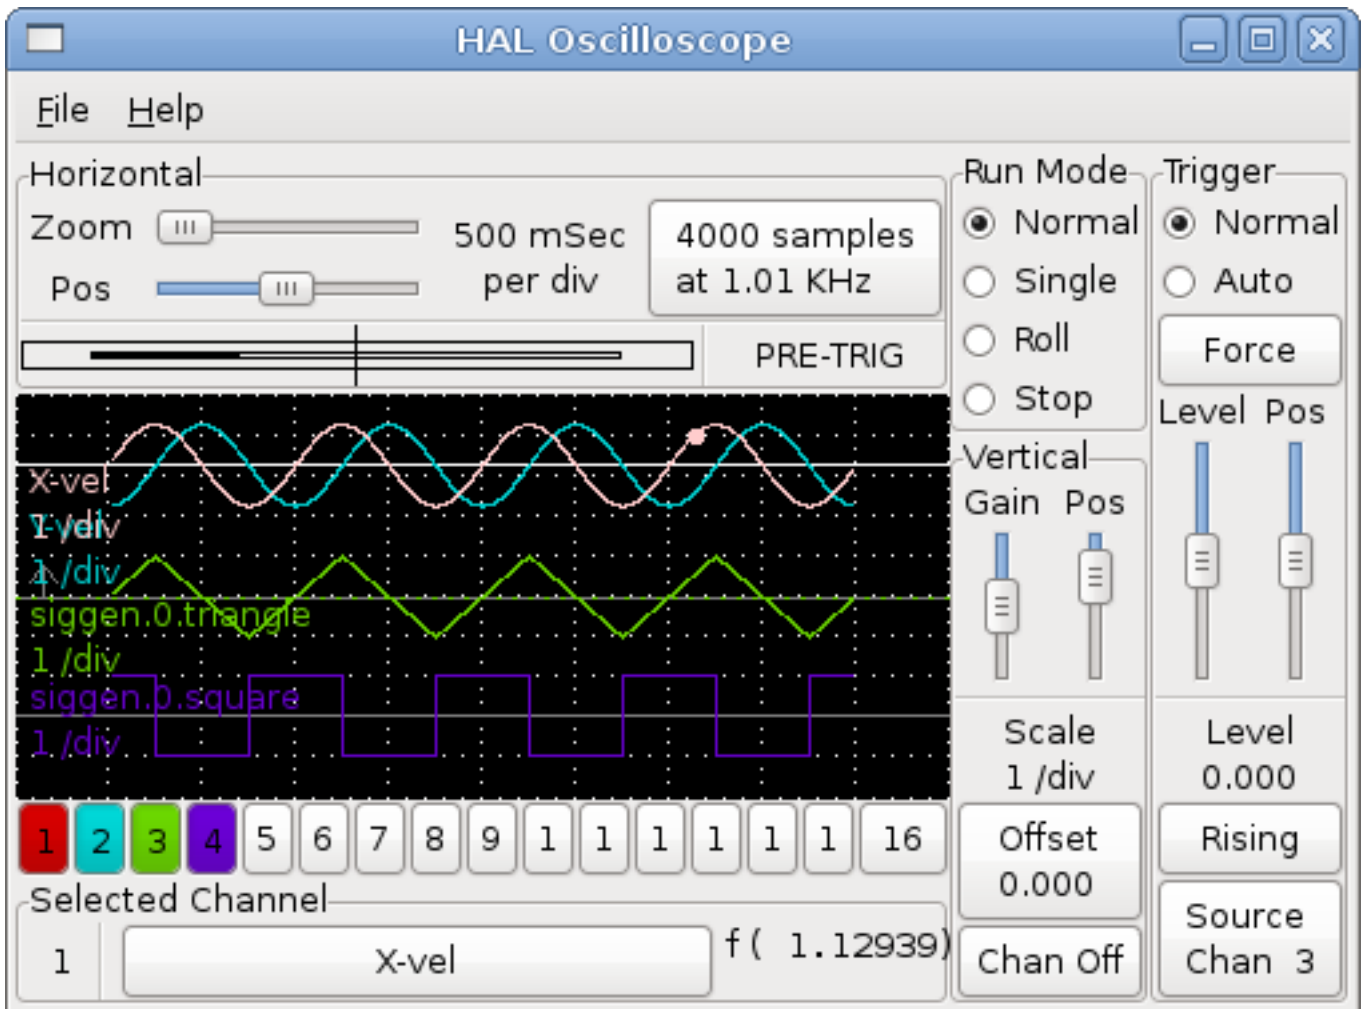 HAL Oscilloscope
File Help
Horizontal
Zoom
Pos
500 mSec
per div
4000 samples
at 1.01 KHz
PRE-TRIG
Run Mode
Normal
Single
Roll
Stop
Trigger
Normal
Auto
Force
Level Pos
Vertical
Gain Pos
X-vel
1 /div
Y-vel
1 /div
siggen.0.triangle
1 /div
siggen.0.square
1 /div
Scale
1 /div
Offset
0.000
Chan Off
Level
0.000
Rising
Source
Chan 3
1 2 3 4 5 6 7 8 9 1 1 1 1 1 1 16
Selected Channel
1 X-vel f( 1.12939)